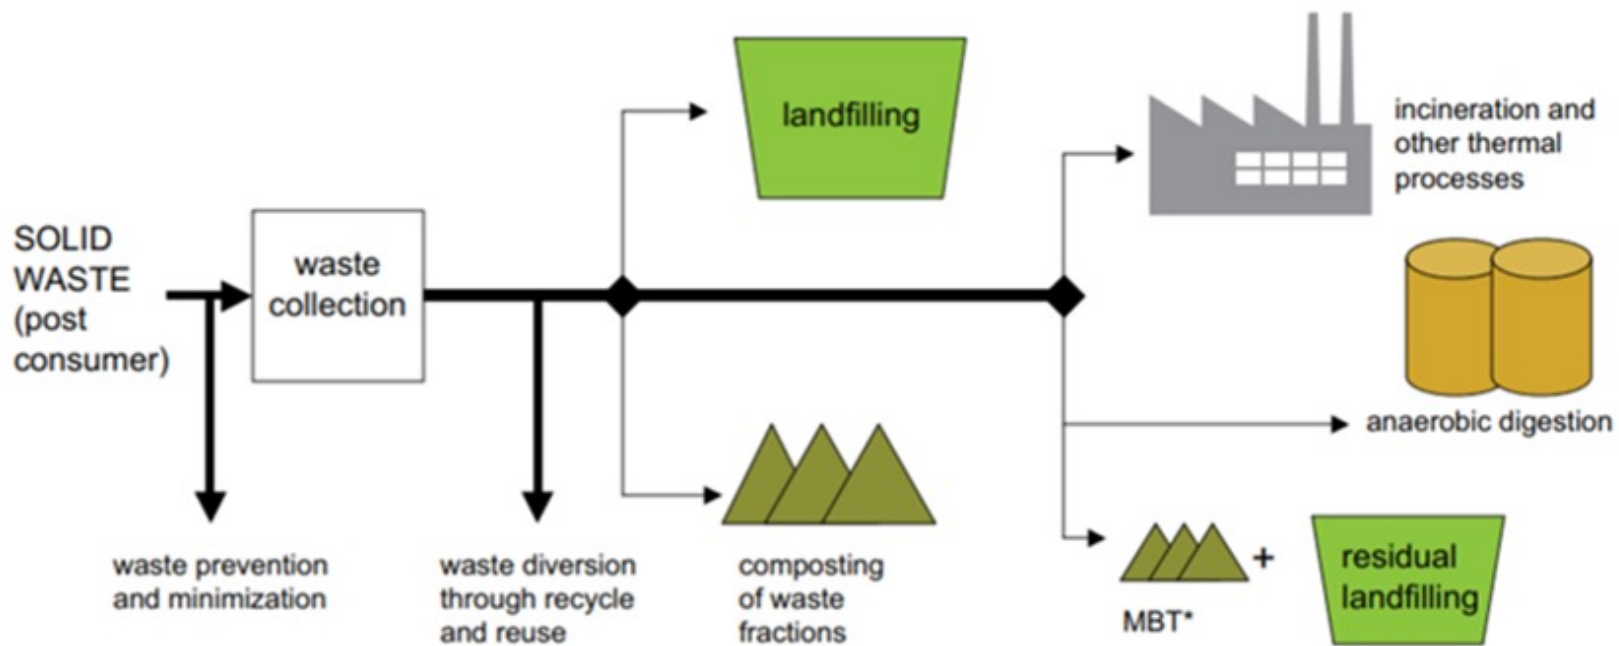 SOLID
WASTE
(post
consumer)
waste
collection
waste prevention
and minimization
waste diversion
through recycle
and reuse
landfilling
composting
of waste
fractions
incineration and
other thermal
processes
anaerobic digestion
MBT*
+
residual
landfilling